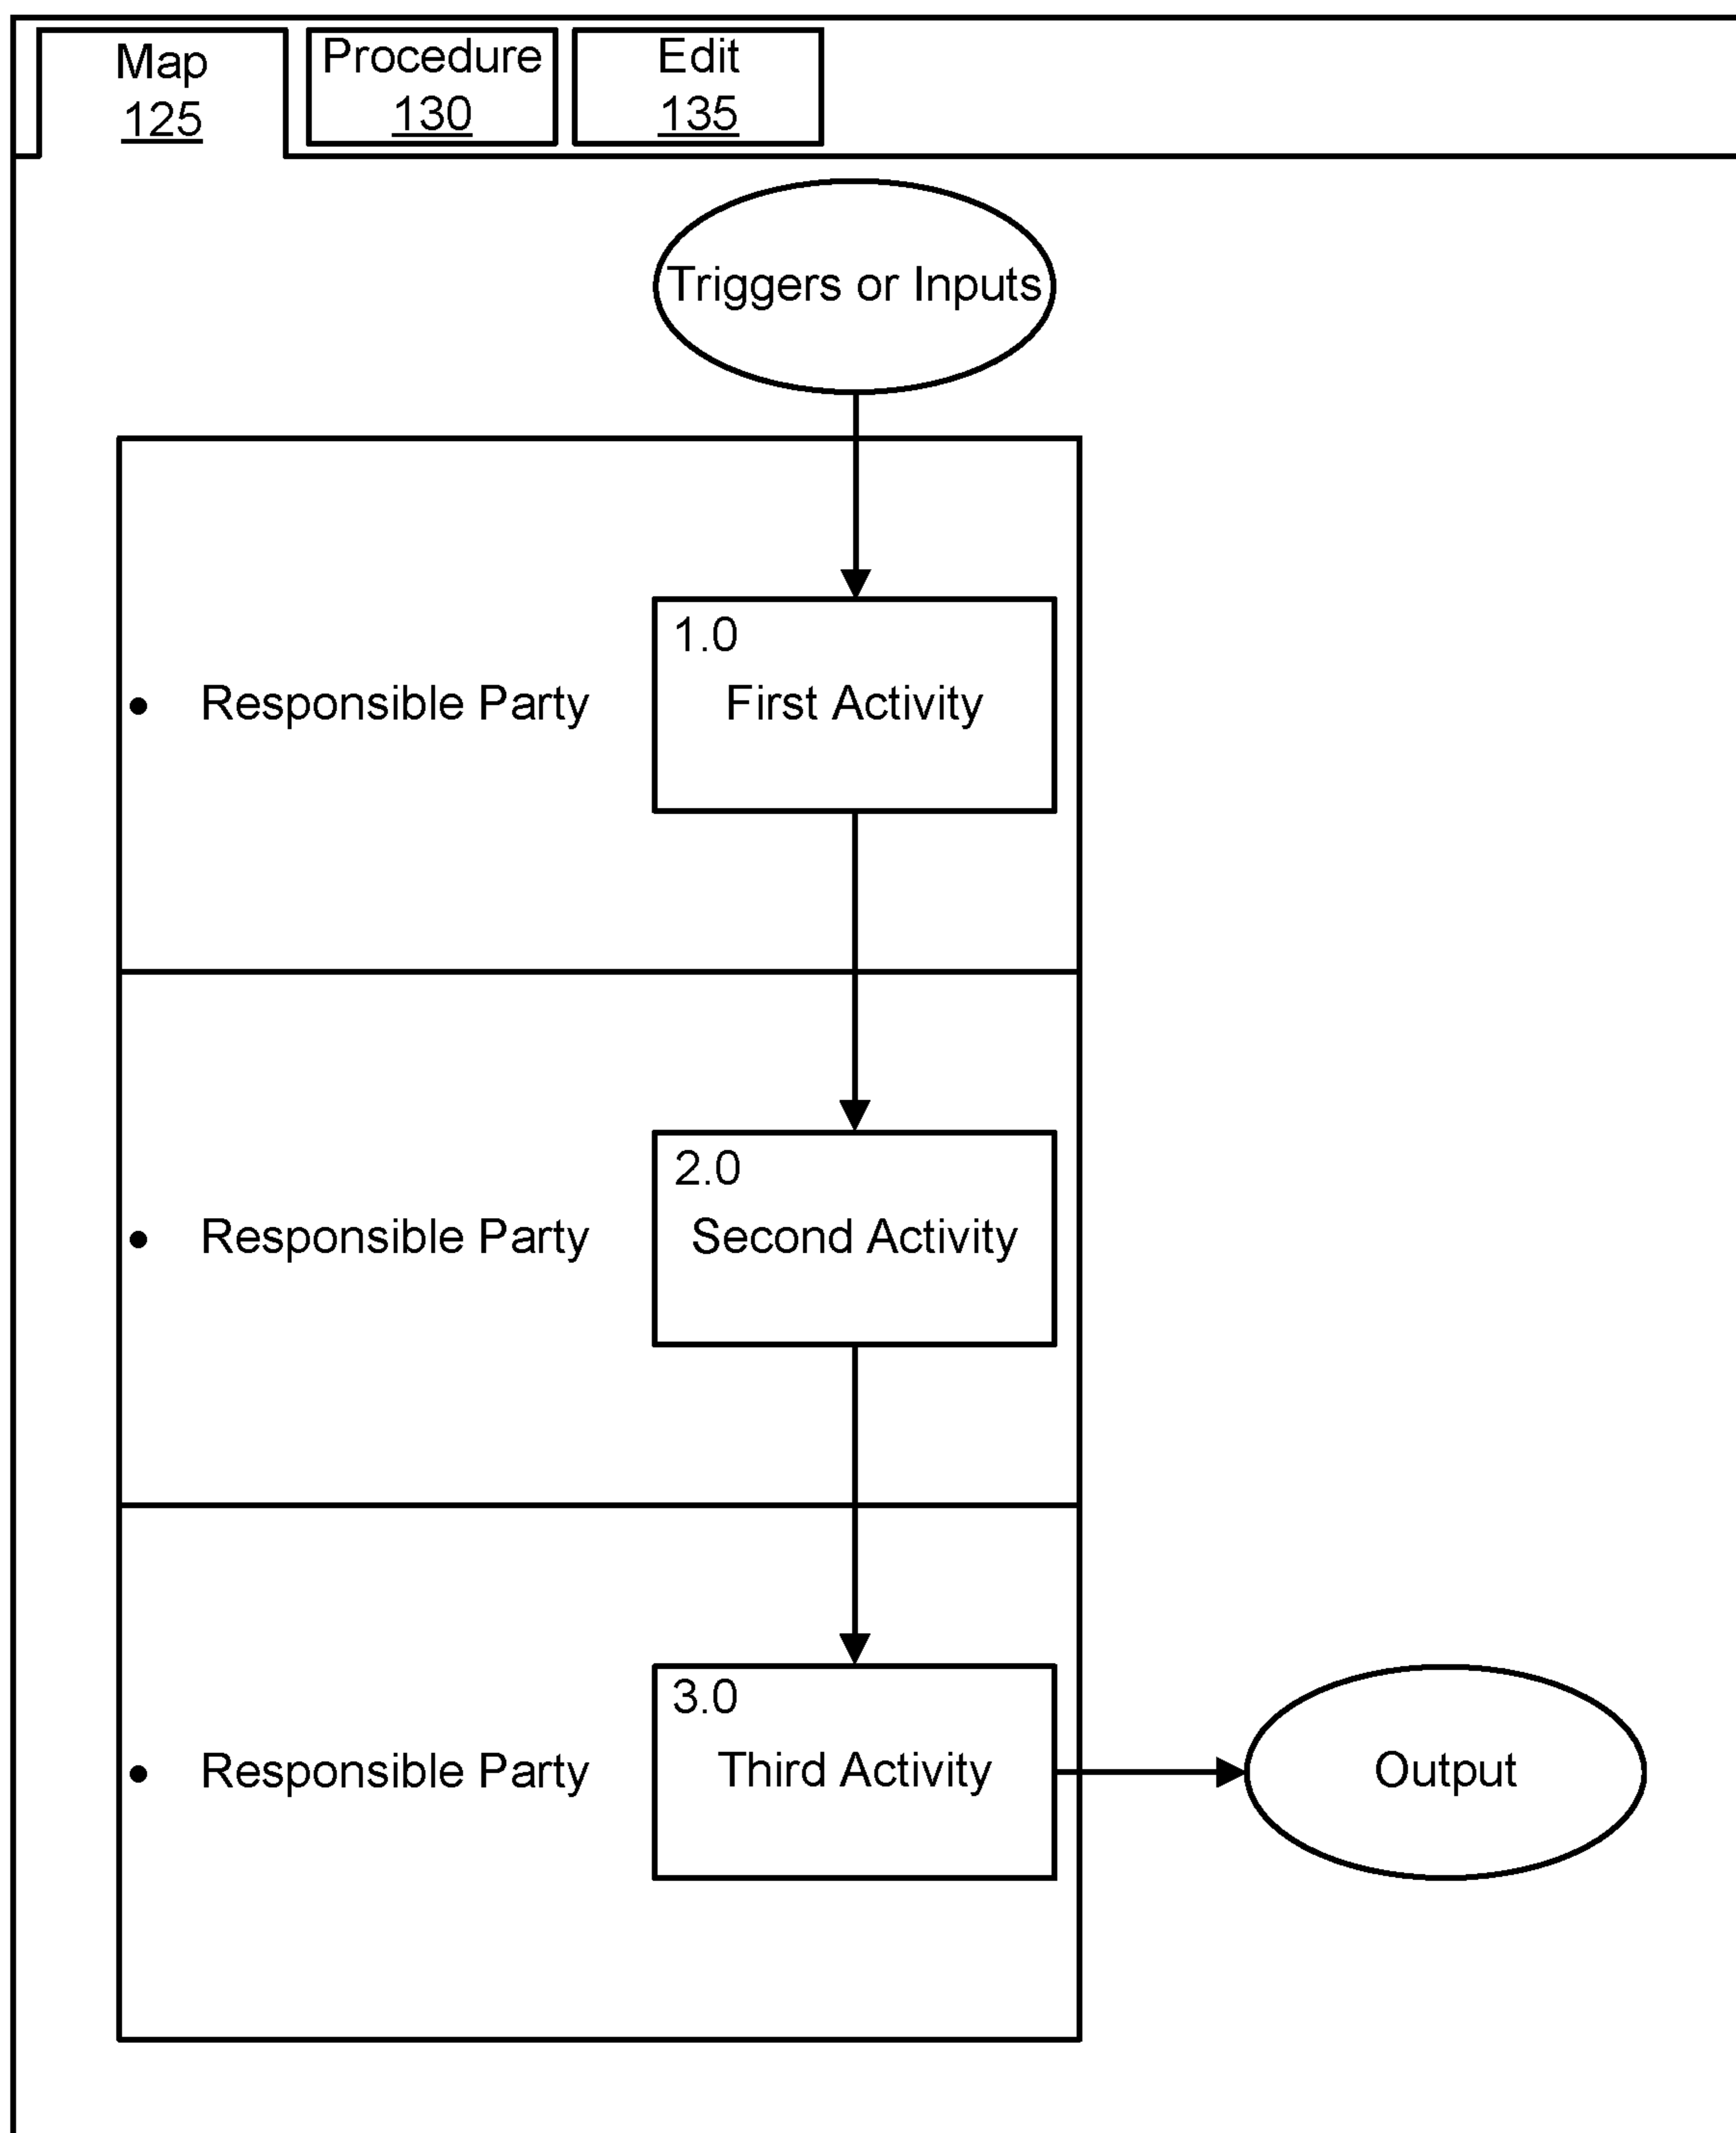 Map
125
Procedure
130
Edit
135
Triggers or Inputs
1.0
• Responsible Party
First Activity
2.0
• Responsible Party
Second Activity
3.0
• Responsible Party
Third Activity
Output